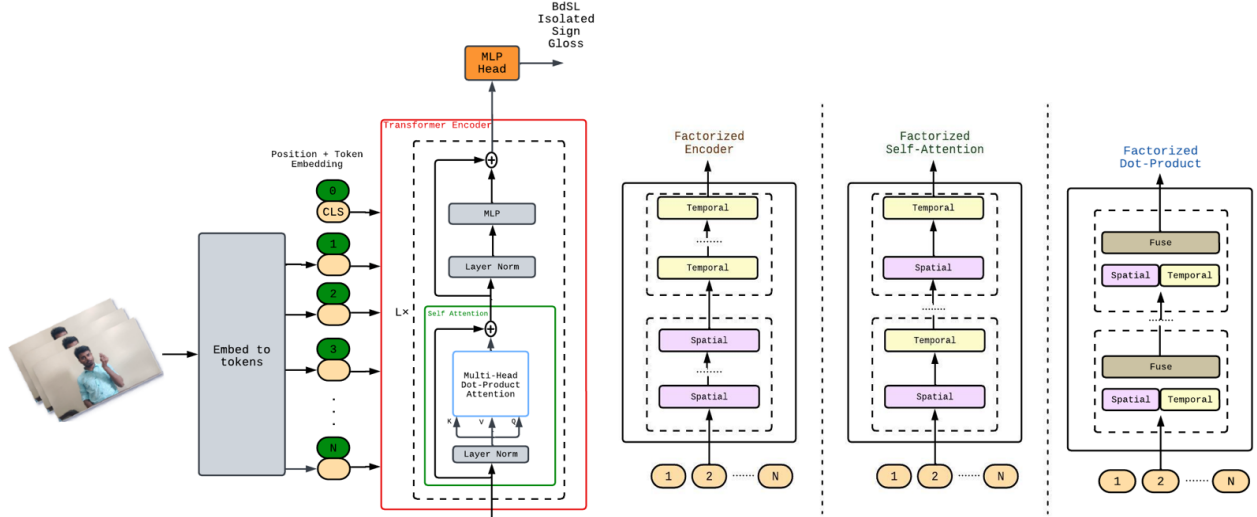 BdSL
Isolated
Sign
Gloss
MLP
Head
Transformer Encoder
Position + Token
Embedding
0
CLS
1
2
3
.
.
.
.
N
Embed to
tokens
L×
MLP
Layer Norm
Self Attention
Multi-Head
Dot-Product
Attention
K V Q
Layer Norm
Factorized
Encoder
Temporal
........
Temporal
Spatial
........
Spatial
1 2 ....... N
Factorized
Self-Attention
Temporal
Spatial
........
Temporal
Spatial
1 2 ....... N
Factorized
Dot-Product
Fuse
Spatial Temporal
........
Fuse
Spatial Temporal
1 2 ....... N